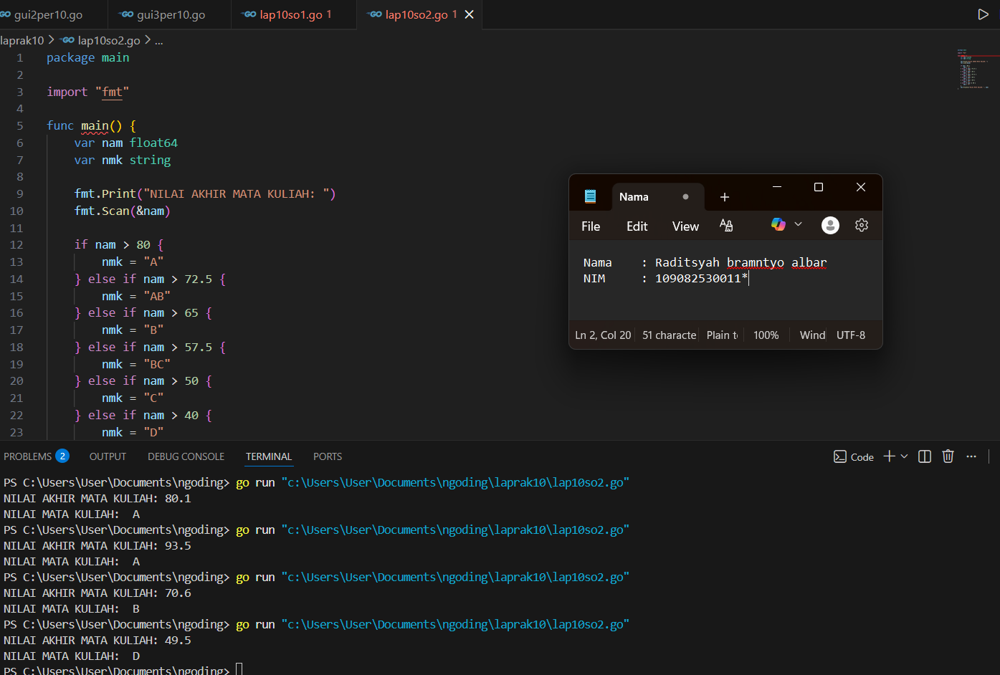 GO gui2per10.go GO gui3per10.go GO lap10so1.go 1 GO lap10so2.go 1
laprak10 > GO lap10so2.go > ...
1 package main
2
3 import "fmt"
4
5 func main() {
6 var nam float64
7 var nmk string
8
9 fmt.Print("NILAI AKHIR MATA KULIAH: ")
10 fmt.Scan(&nam)
11
12 if nam > 80 {
13 nmk = "A"
14 } else if nam > 72.5 {
15 nmk = "AB"
16 } else if nam > 65 {
17 nmk = "B"
18 } else if nam > 57.5 {
19 nmk = "BC"
20 } else if nam > 50 {
21 nmk = "C"
22 } else if nam > 40 {
23 nmk = "D"
Nama
File Edit View
Nama : Raditsyah bramntyo albar
NIM : 109082530011*
Ln 2, Col 20 51 characte Plain t 100% Wind UTF-8
PROBLEMS 2 OUTPUT DEBUG CONSOLE TERMINAL PORTS Code
PS C:\Users\User\Documents\ngoding> go run "c:\Users\User\Documents\ngoding\laprak10\lap10so2.go"
NILAI AKHIR MATA KULIAH: 80.1
NILAI MATA KULIAH:  A
PS C:\Users\User\Documents\ngoding> go run "c:\Users\User\Documents\ngoding\laprak10\lap10so2.go"
NILAI AKHIR MATA KULIAH: 93.5
NILAI MATA KULIAH:  A
PS C:\Users\User\Documents\ngoding> go run "c:\Users\User\Documents\ngoding\laprak10\lap10so2.go"
NILAI AKHIR MATA KULIAH: 70.6
NILAI MATA KULIAH:  B
PS C:\Users\User\Documents\ngoding> go run "c:\Users\User\Documents\ngoding\laprak10\lap10so2.go"
NILAI AKHIR MATA KULIAH: 49.5
NILAI MATA KULIAH:  D
PS C:\Users\User\Documents\ngoding>